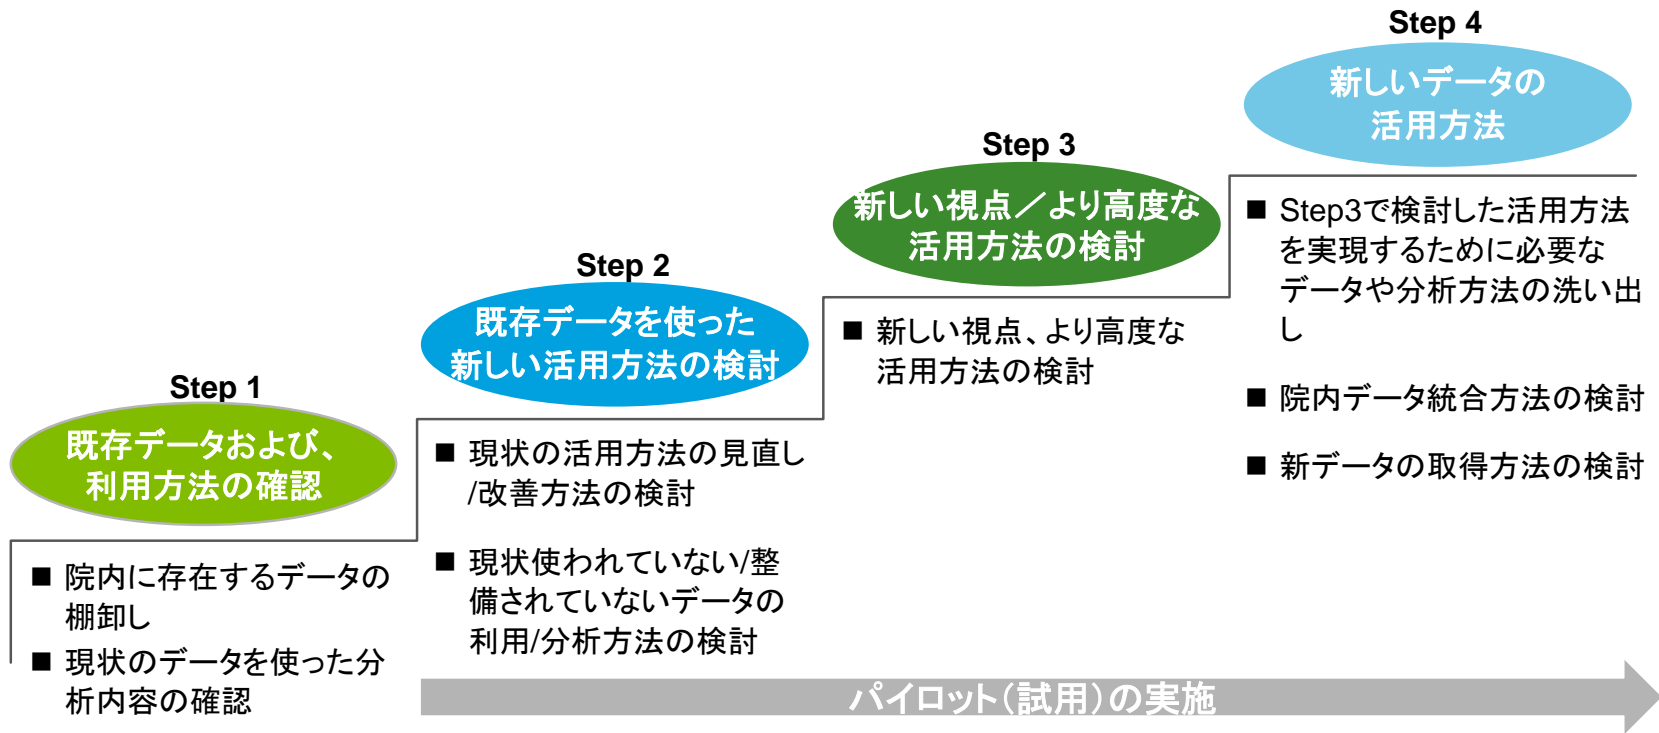 Step 1
既存データおよび、
利用方法の確認
■ 院内に存在するデータの
棚卸し
■ 現状のデータを使った分
析内容の確認
Step 2
既存データを使った
新しい活用方法の検討
■ 現状の活用方法の見直し
/改善方法の検討
■ 現状使われていない/整
備されていないデータの
利用/分析方法の検討
Step 3
新しい視点／より高度な
活用方法の検討
■ 新しい視点、より高度な
活用方法の検討
Step 4
新しいデータの
活用方法
■ Step3で検討した活用方法
を実現するために必要な
データや分析方法の洗い出
し
■ 院内データ統合方法の検討
■ 新データの取得方法の検討
パイロット（試用）の実施